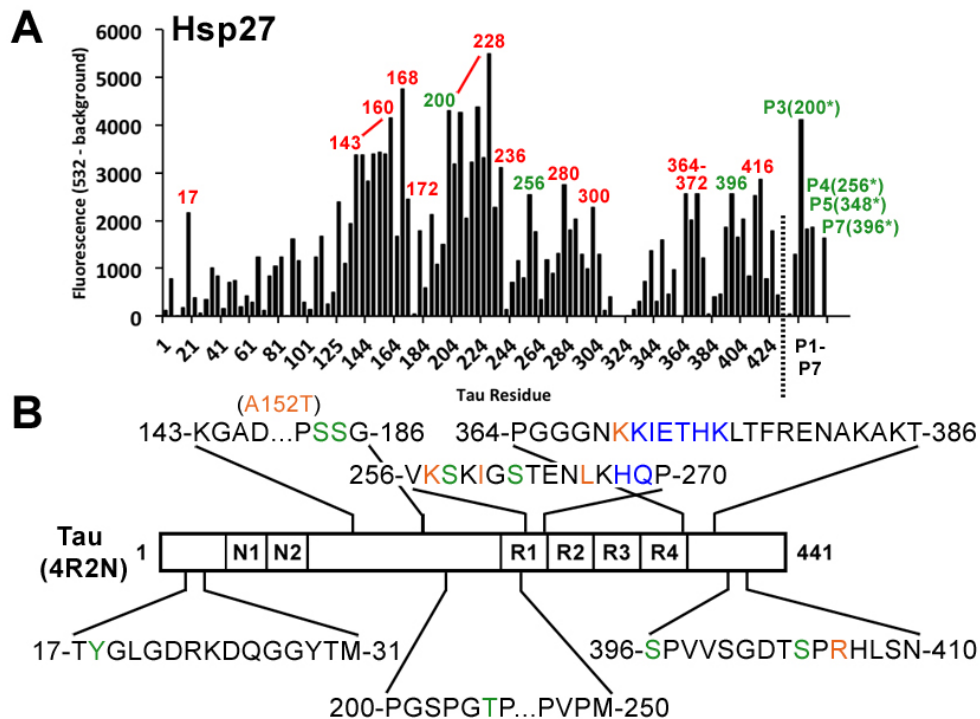 A
Hsp27
Fluorescence (532 - background)
6000
5000
4000
3000
2000
1000
0
17
143
160
168
172
200
228
236
256
280
300
364-
372
396
416
P3(200*)
P4(256*)
P5(348*)
P7(396*)
1
21
41
61
81
101
125
144
164
184
204
224
244
264
284
304
324
344
364
384
404
424
P1-
P7
Tau Residue
B
(A152T)
143-KGAD...PSSG-186
364-PGGGNKKIETHKLTFRENAKAKT-386
256-VKSKIGSTENLKHQP-270
Tau
(4R2N)
1
N1
N2
R1
R2
R3
R4
441
17-TYGLGDRKDQGGYTM-31
396-SPVVSGDTSPRHLSN-410
200-PGSPGTP...PVPM-250